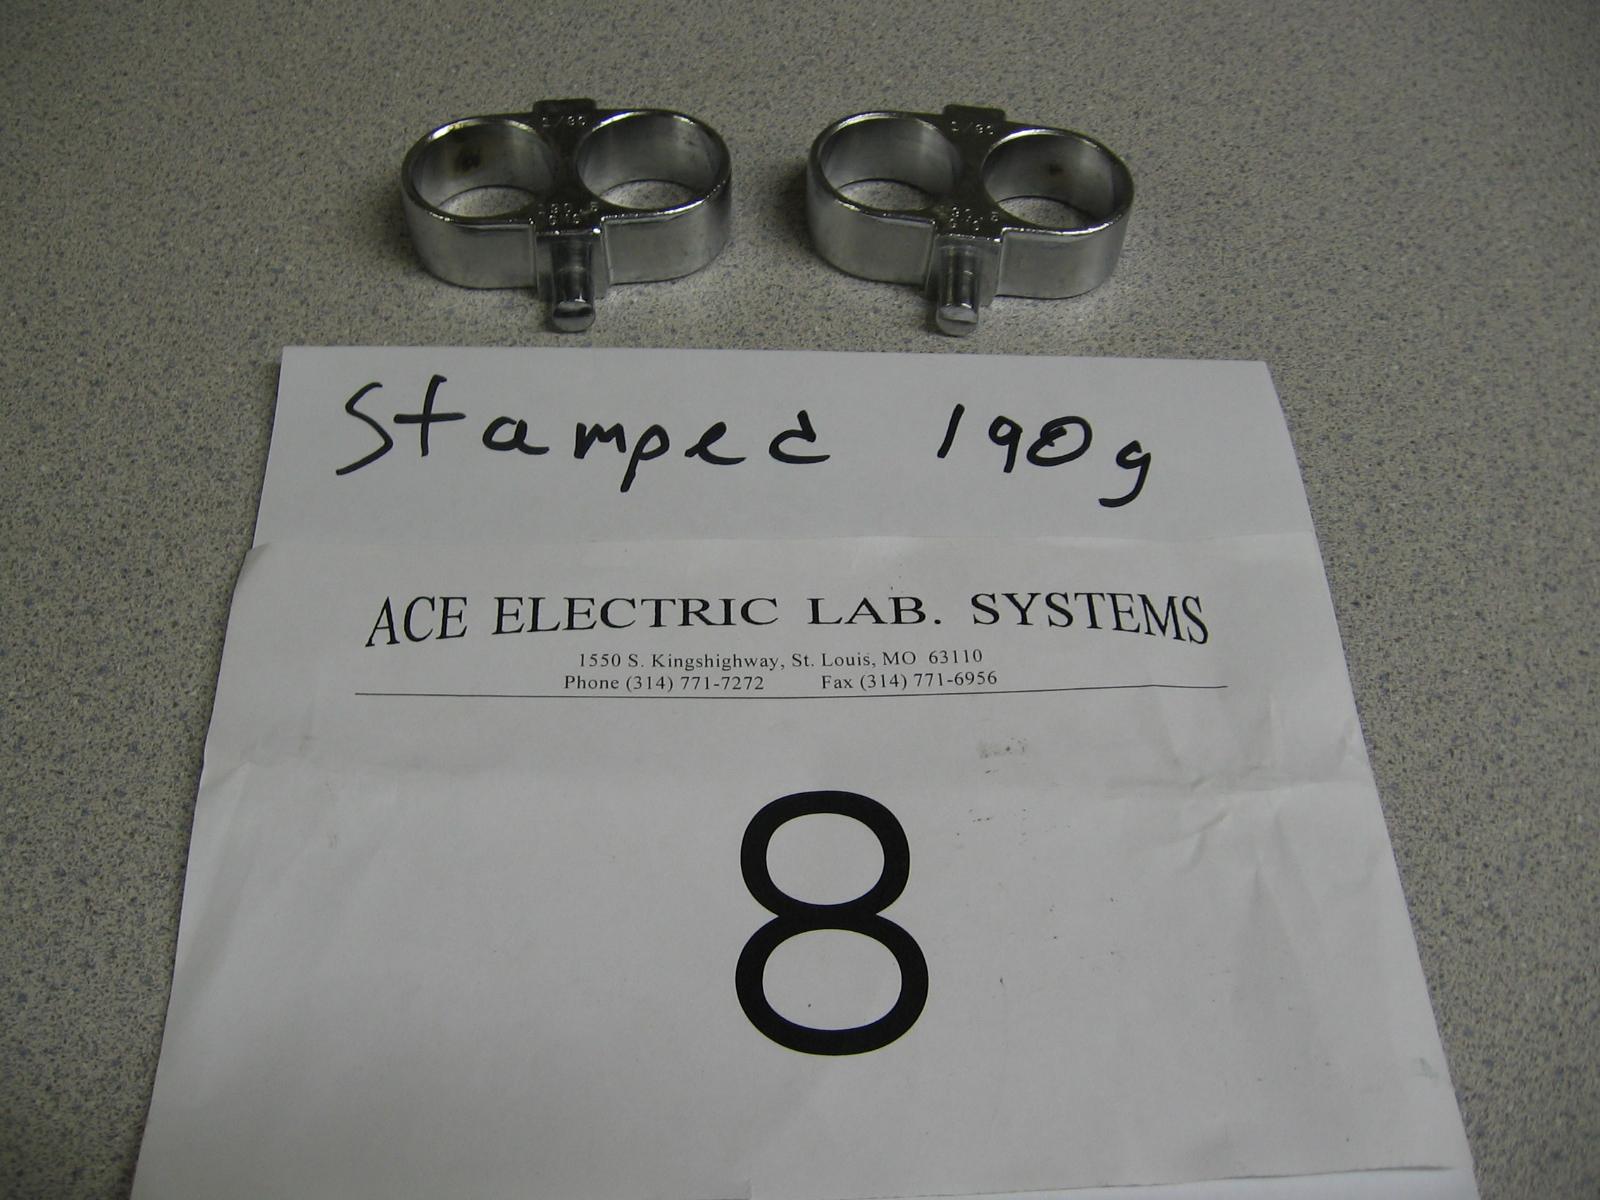 Stamped 190g
ACE ELECTRIC LAB. SYSTEMS
1550 S. Kingshighway, St. Louis, MO 63110
Phone (314) 771-7272 Fax (314) 771-6956
8